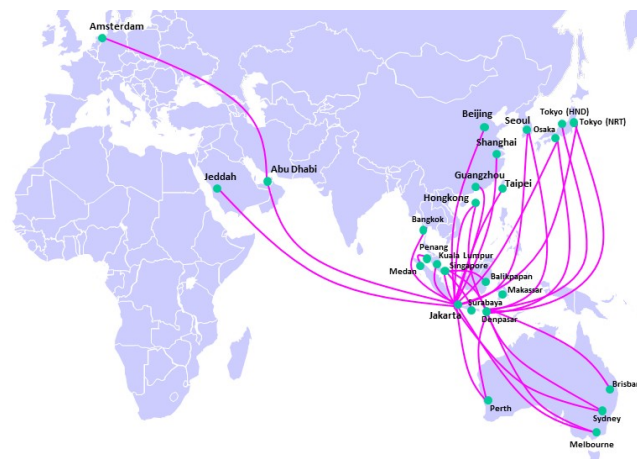 Amsterdam
Beijing
Seoul
Tokyo (HND)
Osaka
Tokyo (NRT)
Shanghai
Jeddah
Abu Dhabi
Guangzhou
Taipei
Hongkong
Bangkok
Penang
Kuala Lumpur
Medan
Singapore
Balikpapan
Makassar
Jakarta
Surabaya
Denpasar
Brisban
Perth
Sydney
Melbourne